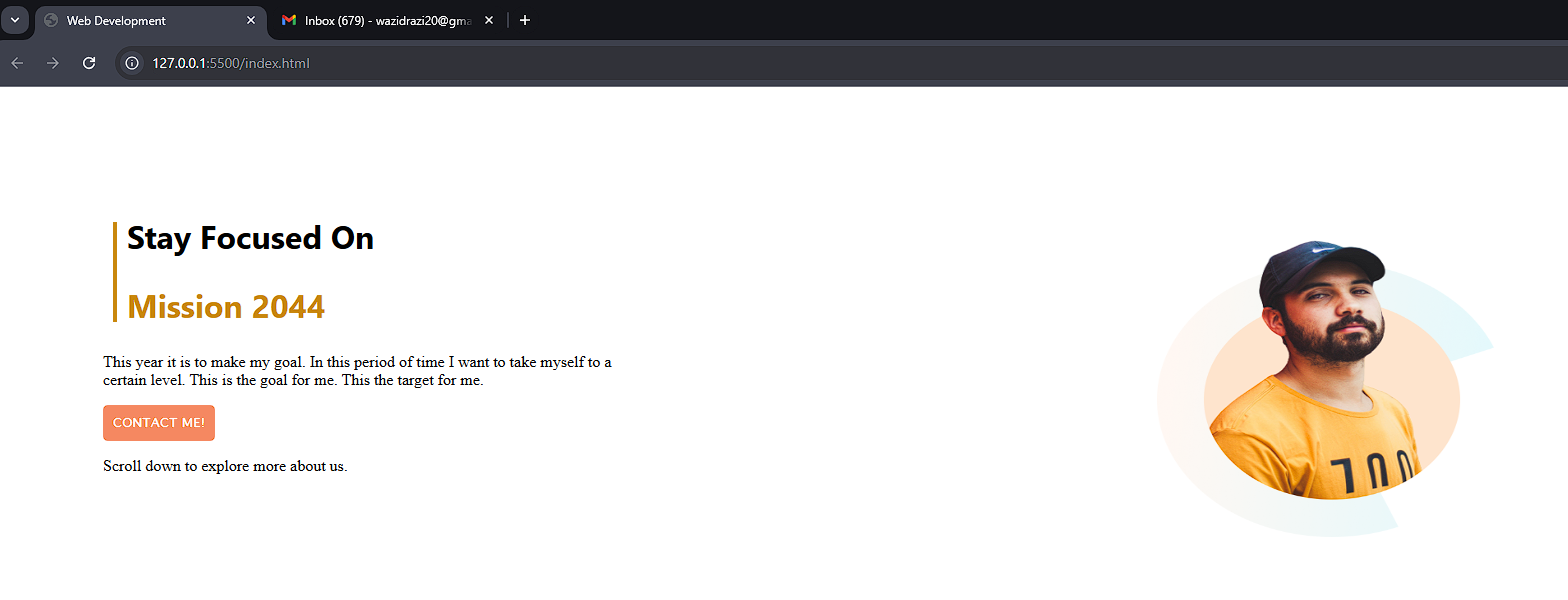 Web Development
Inbox (679) - wazidrazi20@gma
127.0.0.1:5500/index.html
Stay Focused On
Mission 2044
This year it is to make my goal. In this period of time I want to take myself to a
certain level. This is the goal for me. This the target for me.
CONTACT ME!
Scroll down to explore more about us.